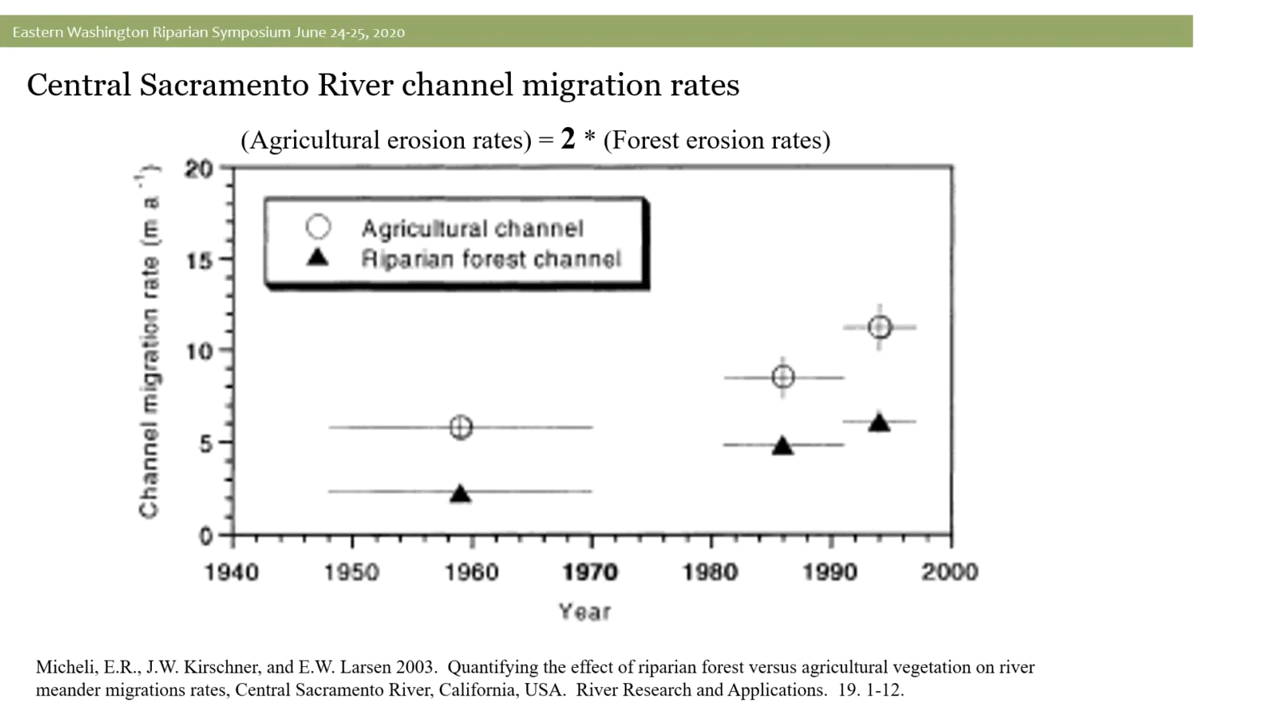 Eastern Washington Riparian Symposium June 24-25, 2020
Central Sacramento River channel migration rates
(Agricultural erosion rates) = 2 * (Forest erosion rates)
Channel migration rate (m a⁻¹)
20
15
10
5
0
Agricultural channel
Riparian forest channel
1940 1950 1960 1970 1980 1990 2000
Year
Micheli, E.R., J.W. Kirschner, and E.W. Larsen 2003. Quantifying the effect of riparian forest versus agricultural vegetation on river
meander migrations rates, Central Sacramento River, California, USA. River Research and Applications. 19. 1-12.